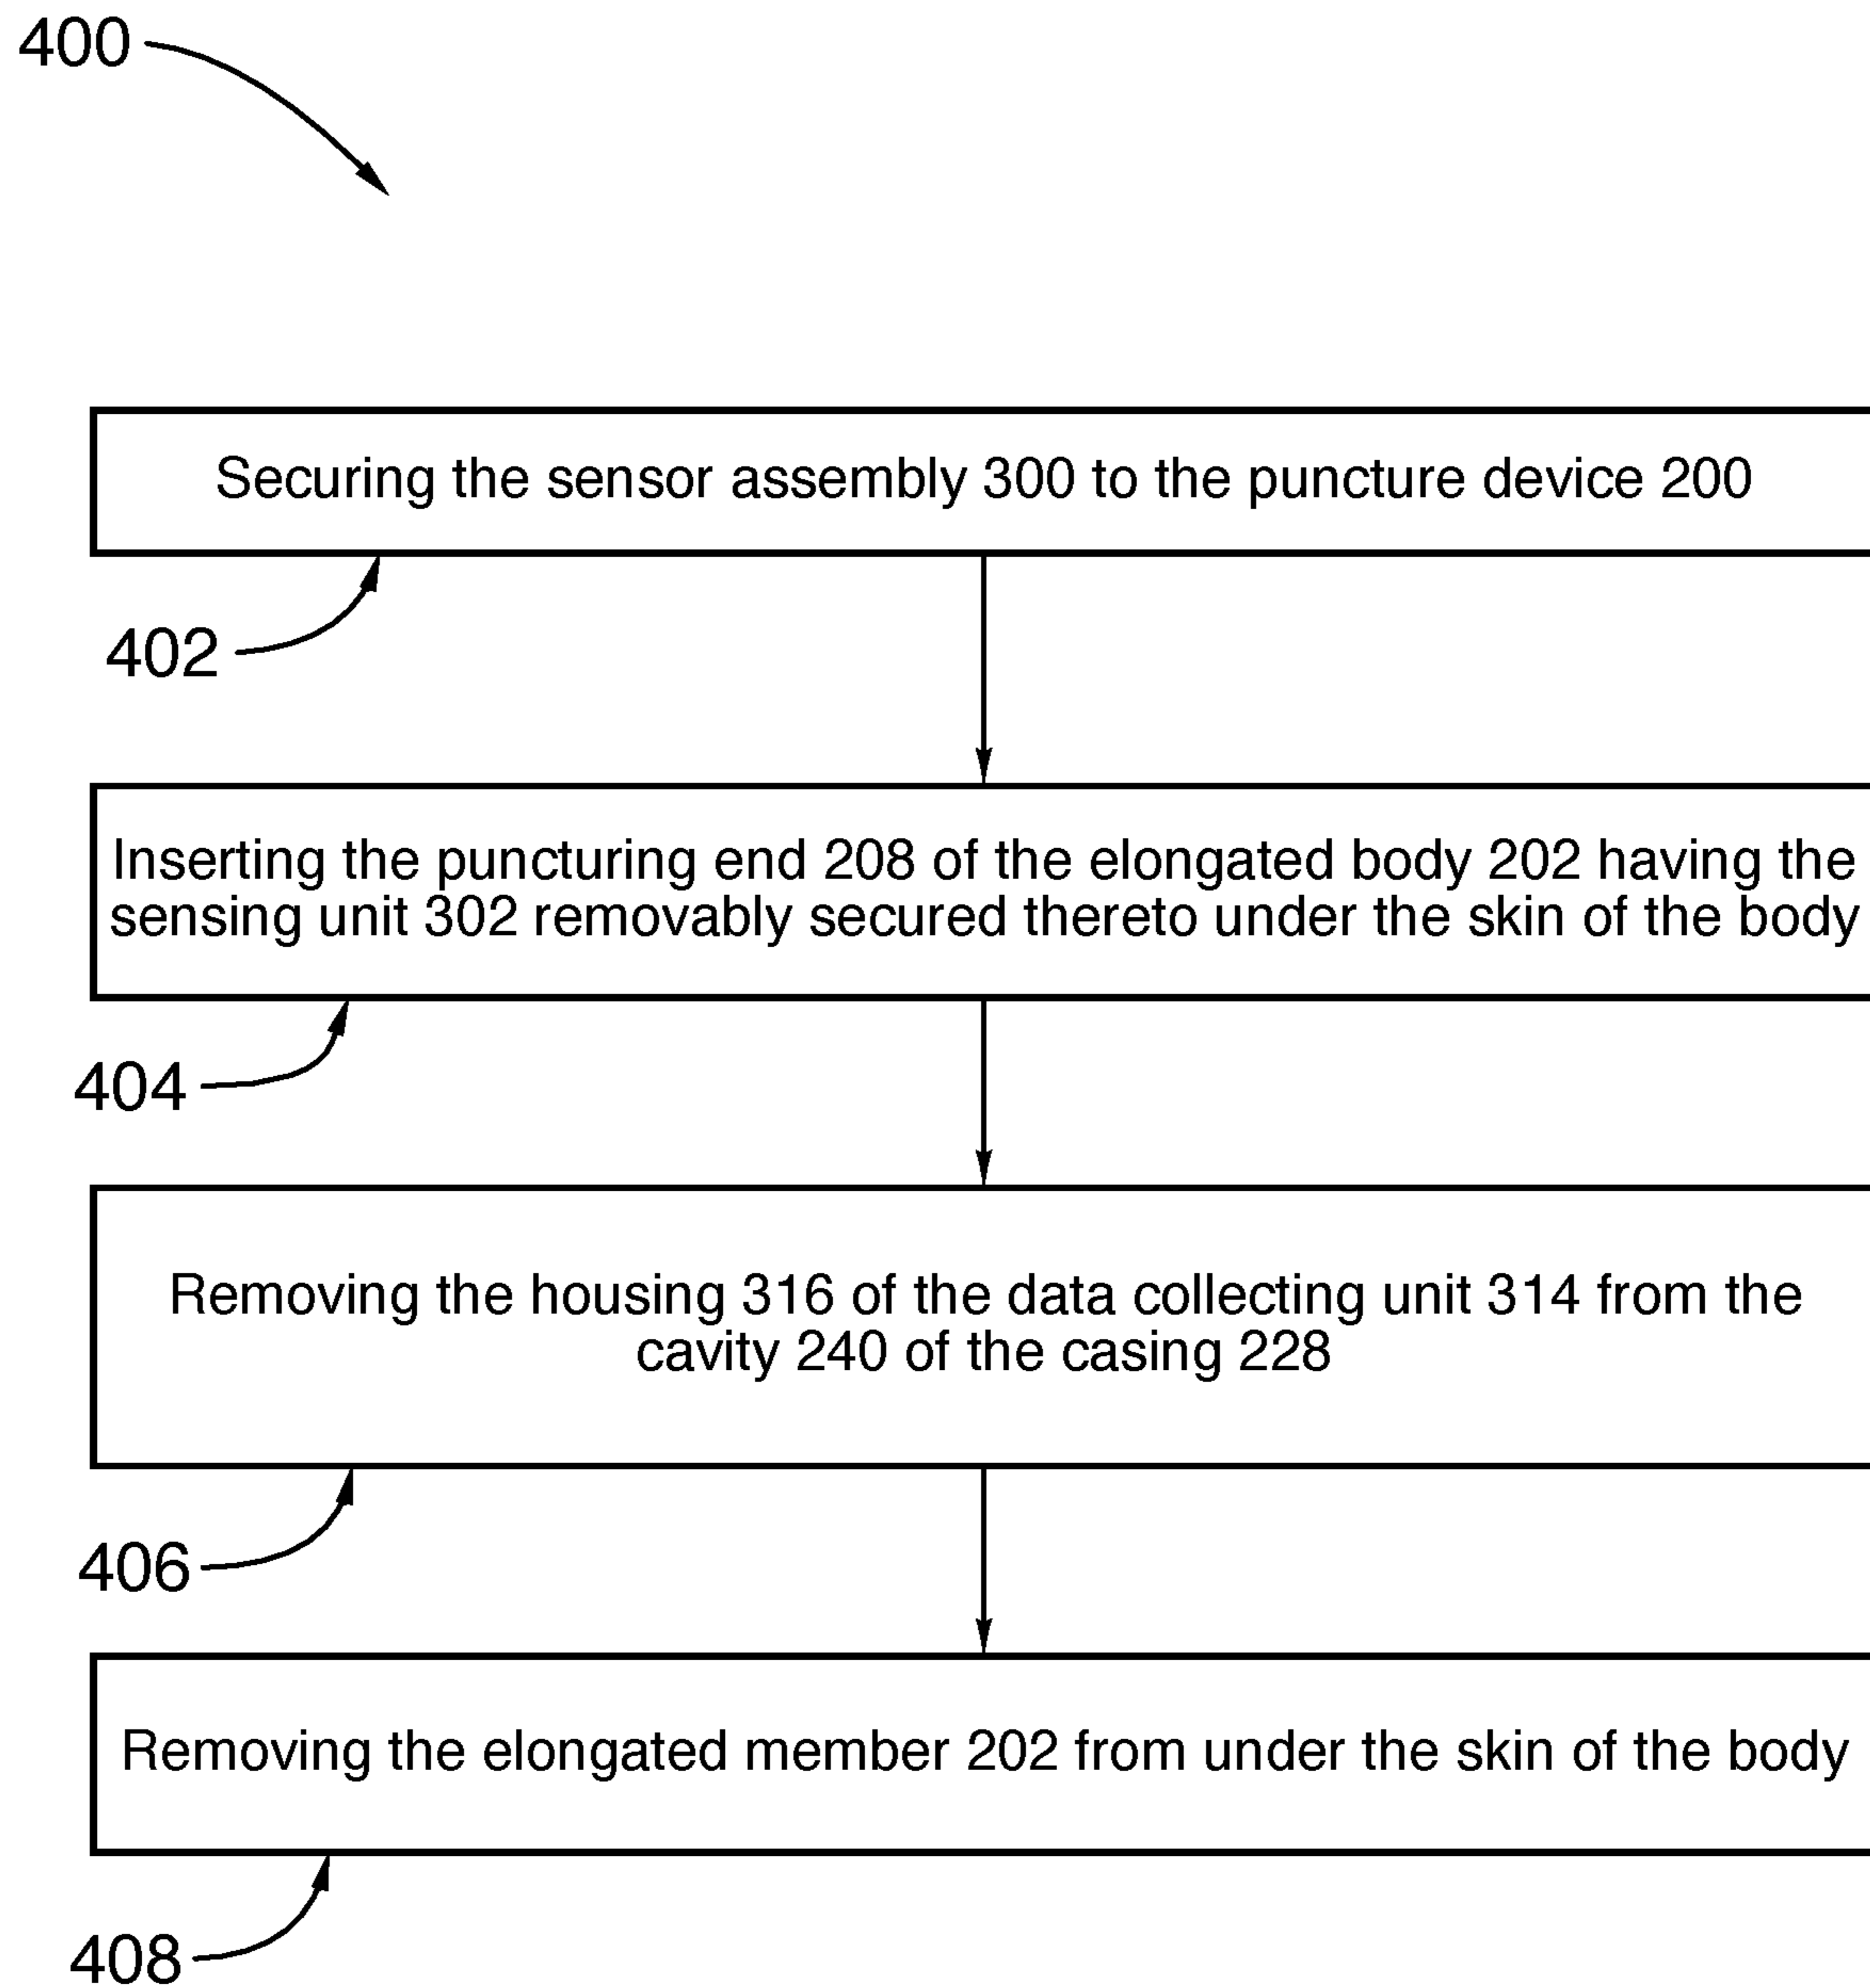 400
Securing the sensor assembly 300 to the puncture device 200
402
Inserting the puncturing end 208 of the elongated body 202 having the
sensing unit 302 removably secured thereto under the skin of the body
404
Removing the housing 316 of the data collecting unit 314 from the
cavity 240 of the casing 228
406
Removing the elongated member 202 from under the skin of the body
408